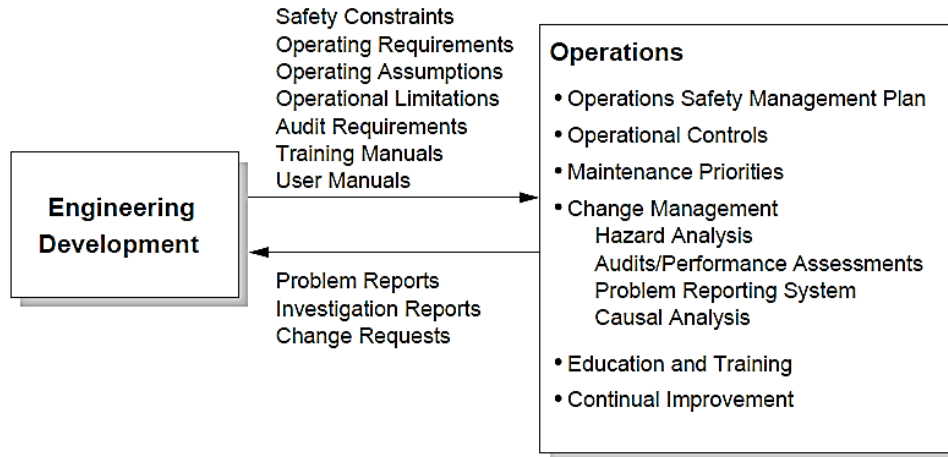 Safety Constraints
Operating Requirements
Operating Assumptions
Operational Limitations
Audit Requirements
Training Manuals
User Manuals
Engineering
Development
Problem Reports
Investigation Reports
Change Requests
Operations
• Operations Safety Management Plan
• Operational Controls
• Maintenance Priorities
• Change Management
Hazard Analysis
Audits/Performance Assessments
Problem Reporting System
Causal Analysis
• Education and Training
• Continual Improvement